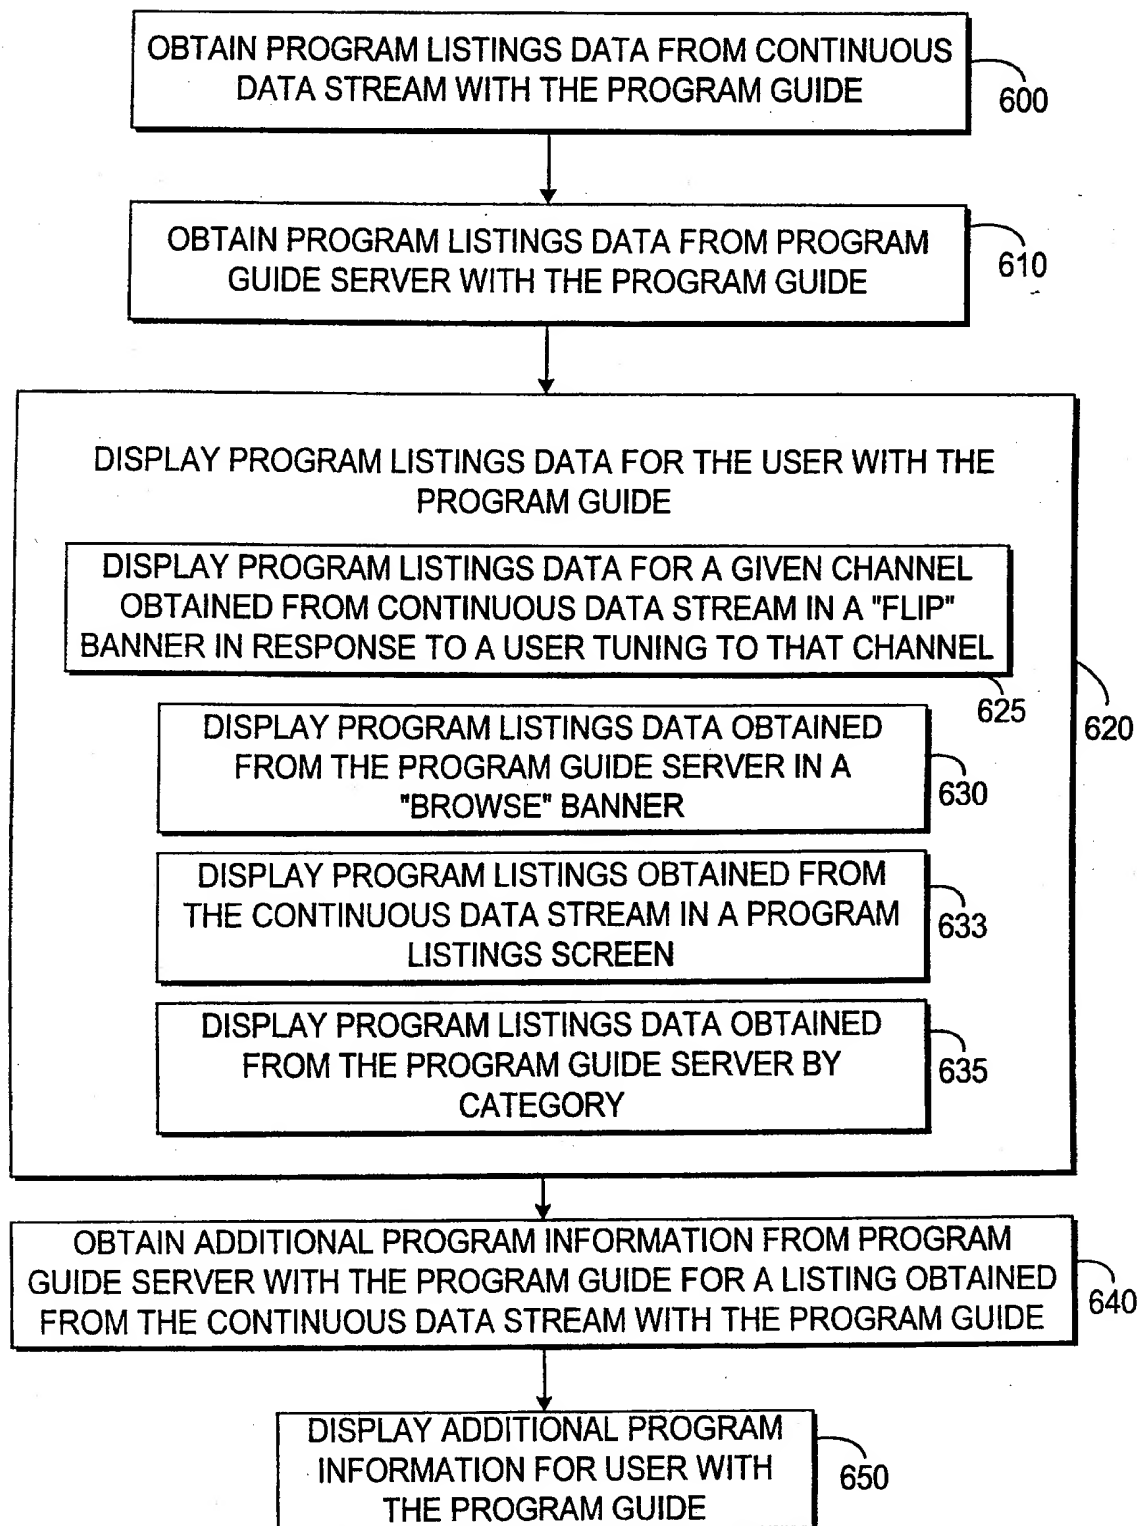 OBTAIN PROGRAM LISTINGS DATA FROM CONTINUOUS
DATA STREAM WITH THE PROGRAM GUIDE
600
OBTAIN PROGRAM LISTINGS DATA FROM PROGRAM
GUIDE SERVER WITH THE PROGRAM GUIDE
610
DISPLAY PROGRAM LISTINGS DATA FOR THE USER WITH THE
PROGRAM GUIDE
DISPLAY PROGRAM LISTINGS DATA FOR A GIVEN CHANNEL
OBTAINED FROM CONTINUOUS DATA STREAM IN A "FLIP"
BANNER IN RESPONSE TO A USER TUNING TO THAT CHANNEL
625
620
DISPLAY PROGRAM LISTINGS DATA OBTAINED
FROM THE PROGRAM GUIDE SERVER IN A
"BROWSE" BANNER
630
DISPLAY PROGRAM LISTINGS OBTAINED FROM
THE CONTINUOUS DATA STREAM IN A PROGRAM
LISTINGS SCREEN
633
DISPLAY PROGRAM LISTINGS DATA OBTAINED
FROM THE PROGRAM GUIDE SERVER BY
CATEGORY
635
OBTAIN ADDITIONAL PROGRAM INFORMATION FROM PROGRAM
GUIDE SERVER WITH THE PROGRAM GUIDE FOR A LISTING OBTAINED
FROM THE CONTINUOUS DATA STREAM WITH THE PROGRAM GUIDE
640
DISPLAY ADDITIONAL PROGRAM
INFORMATION FOR USER WITH
THE PROGRAM GUIDE
650